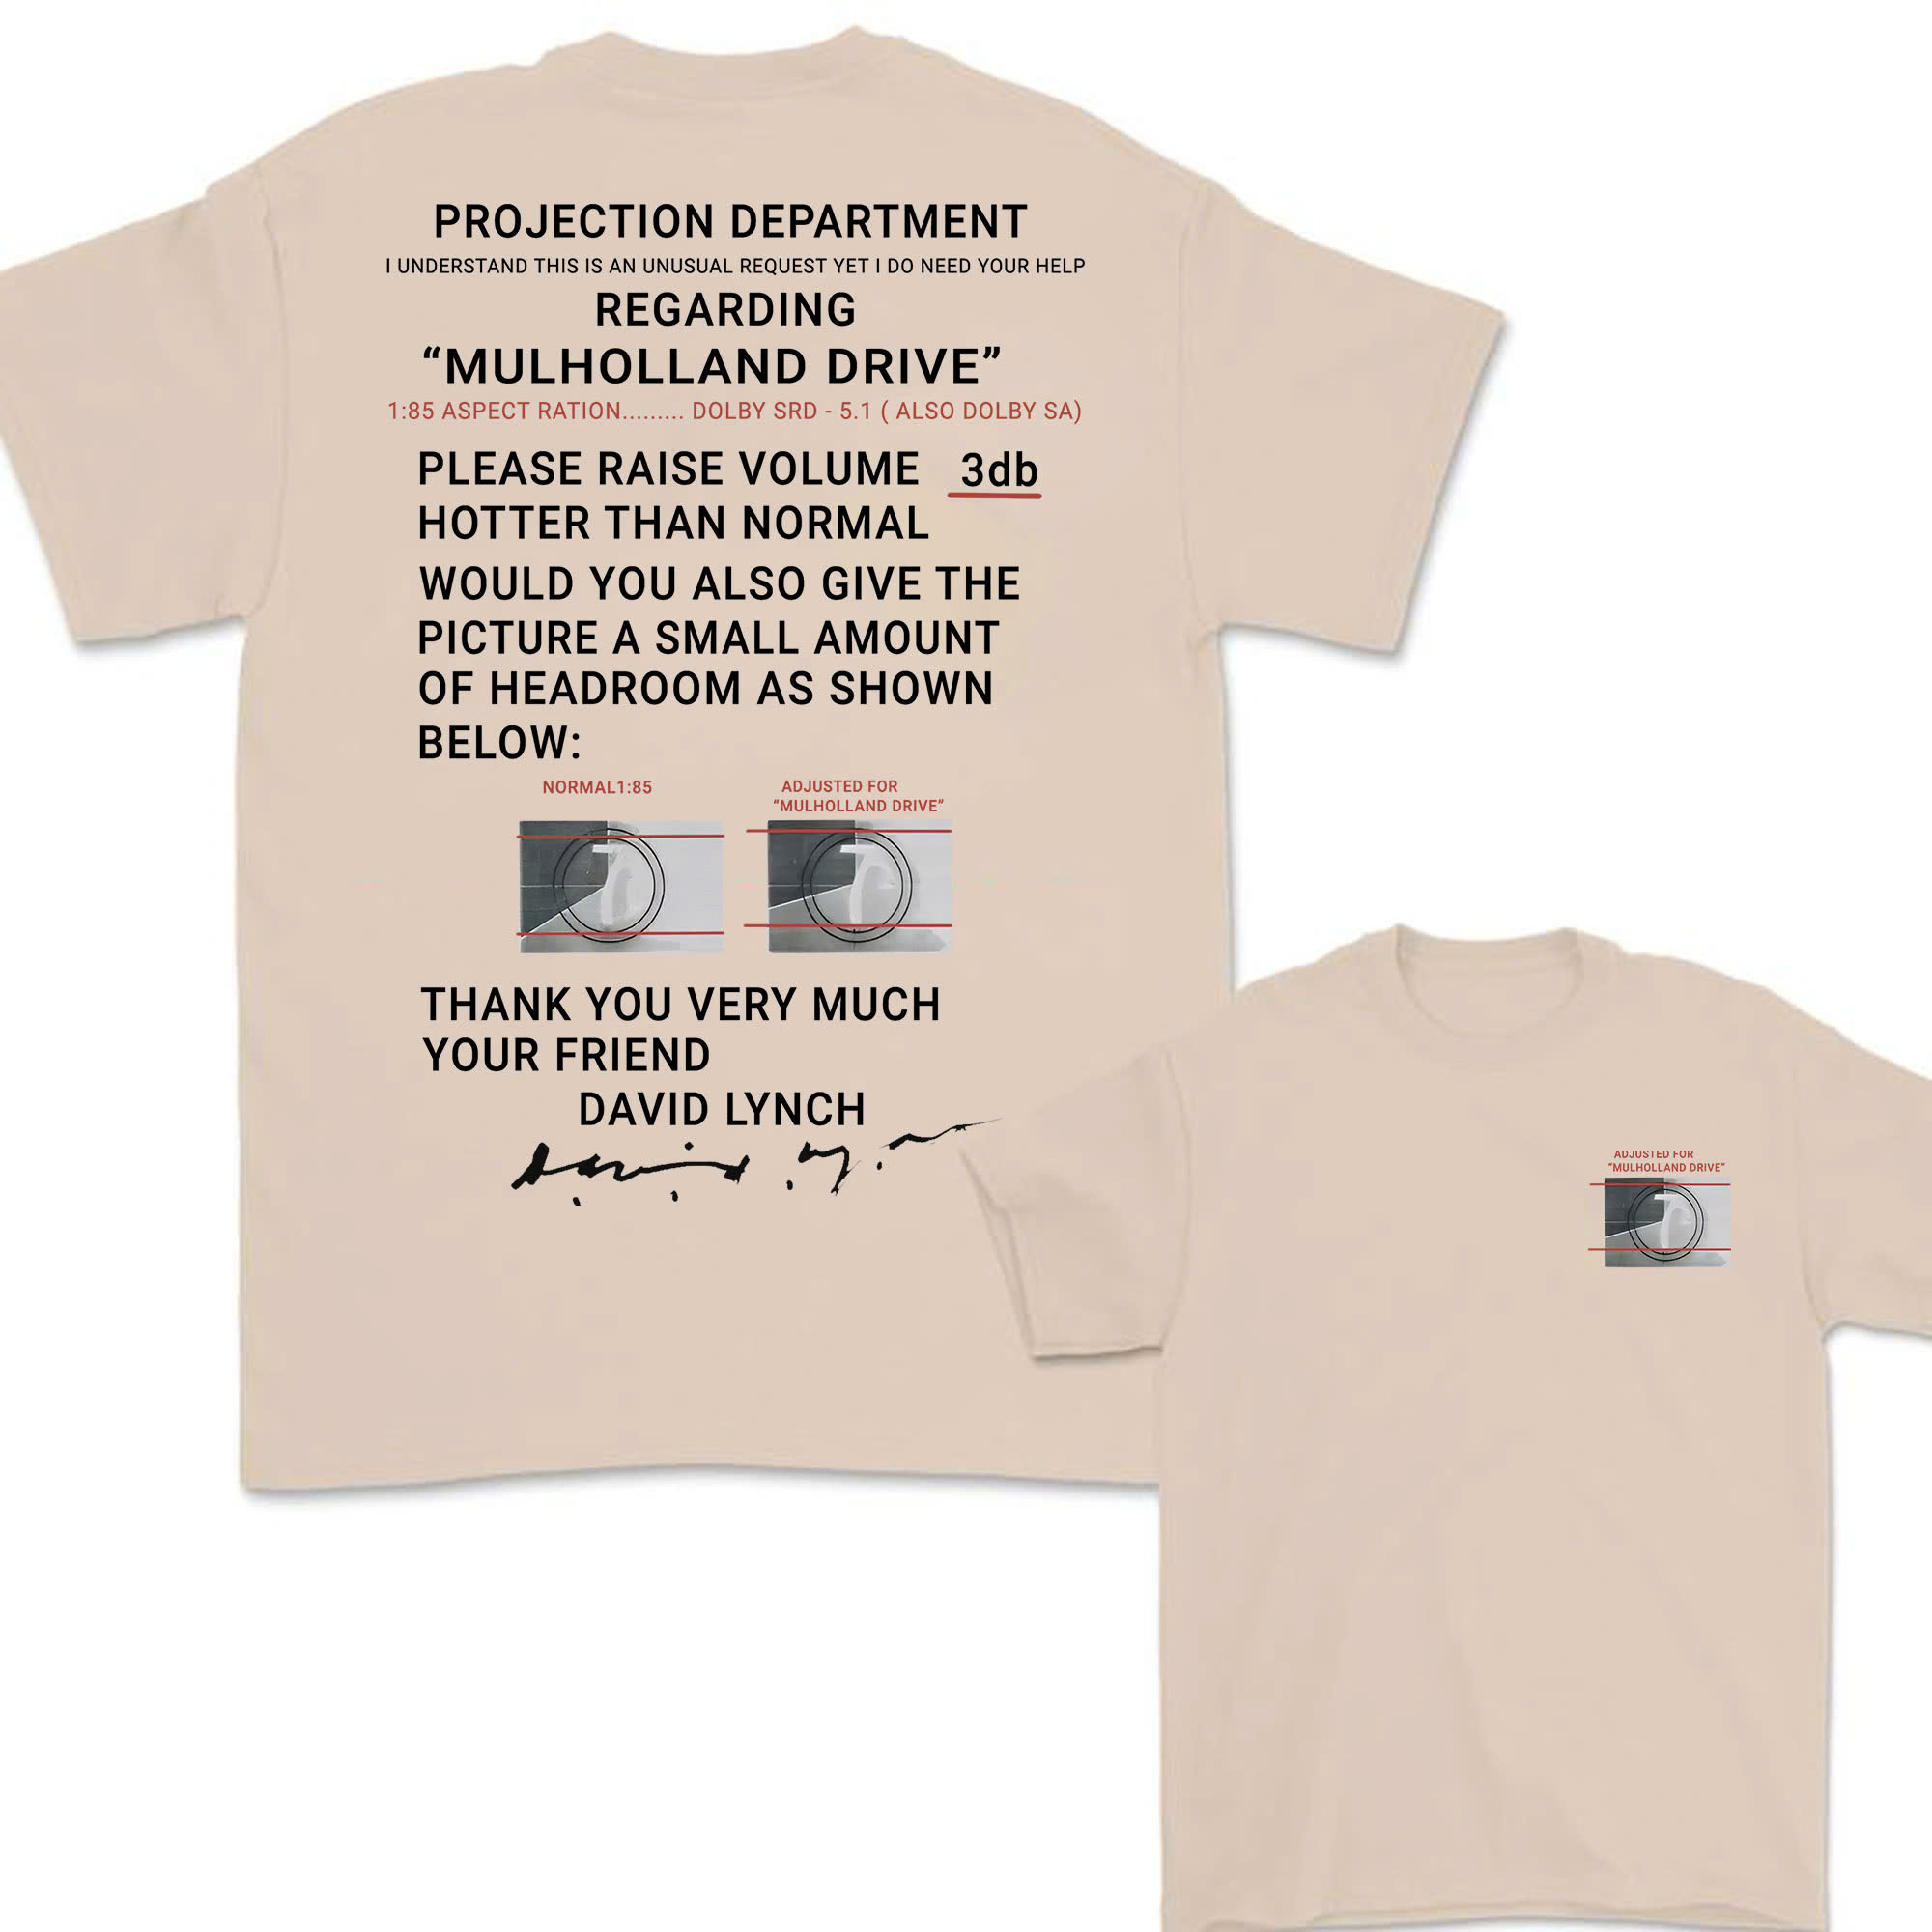 PROJECTION DEPARTMENT
I UNDERSTAND THIS IS AN UNUSUAL REQUEST YET I DO NEED YOUR HELP
REGARDING
“MULHOLLAND DRIVE”
1:85 ASPECT RATION......... DOLBY SRD - 5.1 ( ALSO DOLBY SA)
PLEASE RAISE VOLUME 3db
HOTTER THAN NORMAL
WOULD YOU ALSO GIVE THE
PICTURE A SMALL AMOUNT
OF HEADROOM AS SHOWN
BELOW:
NORMAL1:85
ADJUSTED FOR
“MULHOLLAND DRIVE”
THANK YOU VERY MUCH
YOUR FRIEND
DAVID LYNCH
David Lynch
ADJUSTED FOR
“MULHOLLAND DRIVE”